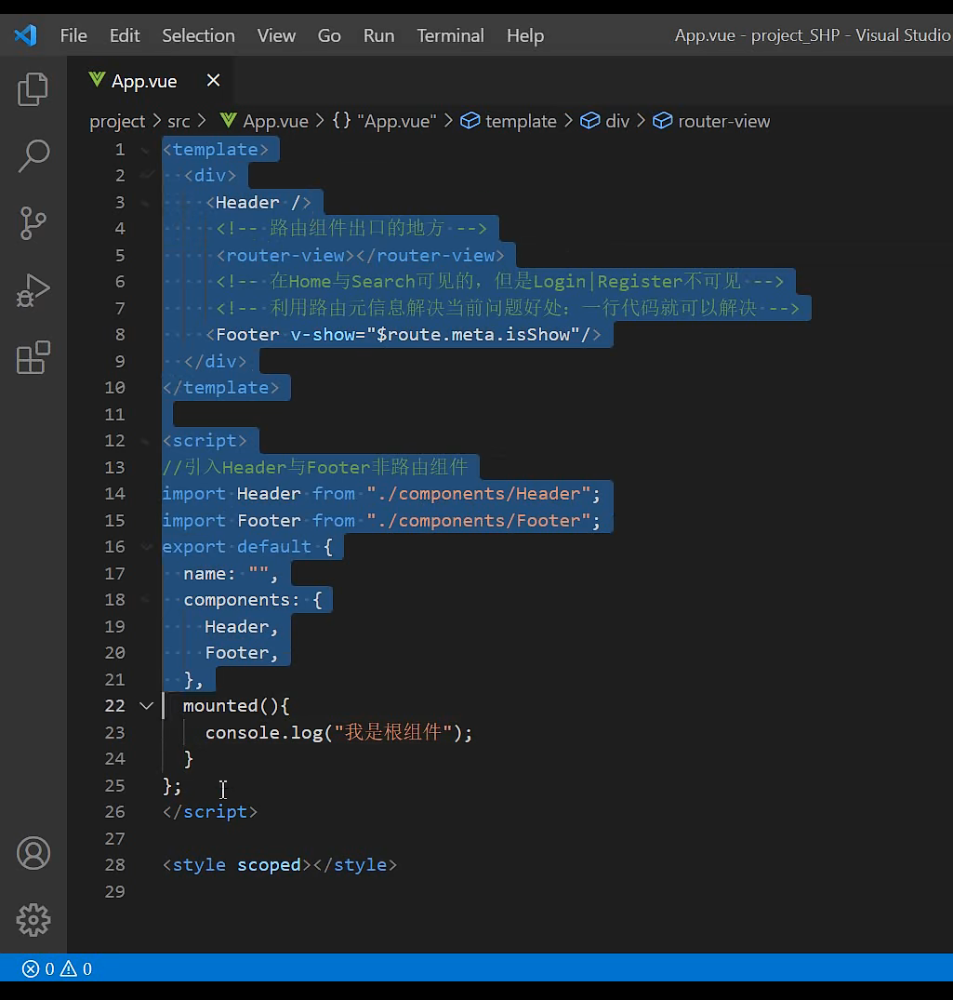 File Edit Selection View Go Run Terminal Help App.vue - project_SHP - Visual Studio
App.vue
project > src > App.vue > {} "App.vue" > template > div > router-view
1 <template>
2 <div>
3 <Header />
4 <!-- 路由组件出口的地方 -->
5 <router-view></router-view>
6 <!-- 在Home与Search可见的，但是Login|Register不可见 -->
7 <!-- 利用路由元信息解决当前问题好处：一行代码就可以解决 -->
8 <Footer v-show="$route.meta.isShow"/>
9 </div>
10 </template>
11
12 <script>
13 //引入Header与Footer非路由组件
14 import Header from "./components/Header";
15 import Footer from "./components/Footer";
16 export default {
17 name: "",
18 components: {
19 Header,
20 Footer,
21 },
22 mounted(){
23 console.log("我是根组件");
24 }
25 };
26 </script>
27
28 <style scoped></style>
29
0 0